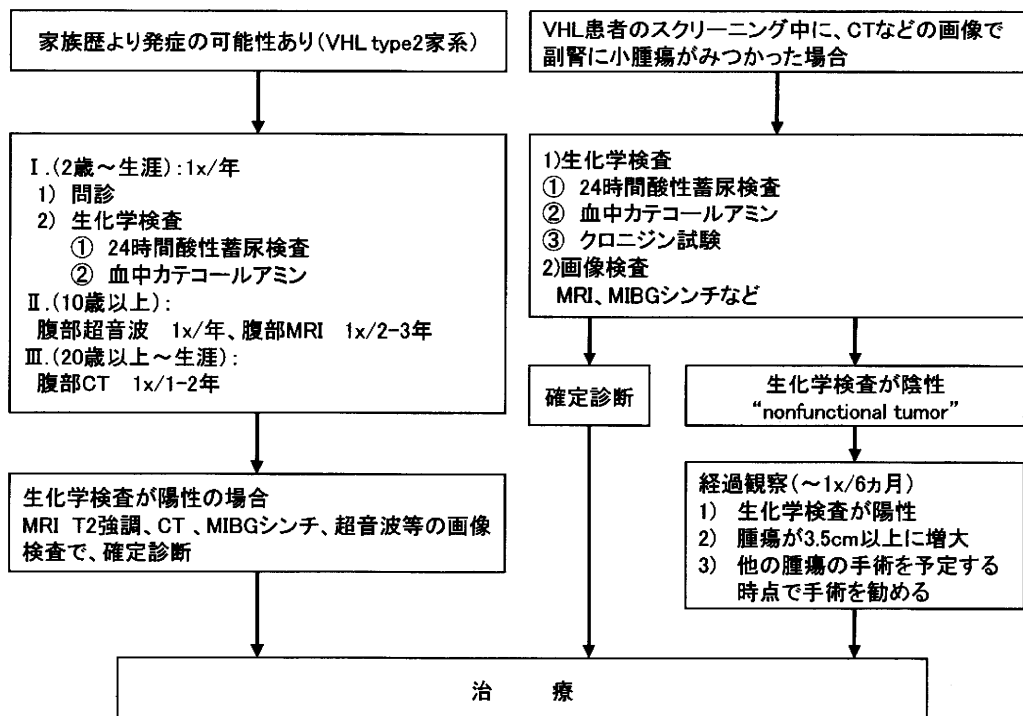 家族歴より発症の可能性あり(VHL type2家系)
Ⅰ.(2歳～生涯):1x/年
1) 問診
2) 生化学検査
① 24時間酸性蓄尿検査
② 血中カテコールアミン
Ⅱ.(10歳以上):
腹部超音波 1x/年、腹部MRI 1x/2-3年
Ⅲ.(20歳以上～生涯):
腹部CT 1x/1-2年
生化学検査が陽性の場合
MRI T2強調、CT 、MIBGシンチ、超音波等の画像
検査で、確定診断
VHL患者のスクリーニング中に、CTなどの画像で
副腎に小腫瘍がみつかった場合
1)生化学検査
① 24時間酸性蓄尿検査
② 血中カテコールアミン
③ クロニジン試験
2)画像検査
MRI、MIBGシンチなど
確定診断
生化学検査が陰性
“nonfunctional tumor”
経過観察(～1x/6ヵ月)
1) 生化学検査が陽性
2) 腫瘍が3.5cm以上に増大
3) 他の腫瘍の手術を予定する
時点で手術を勧める
治 療